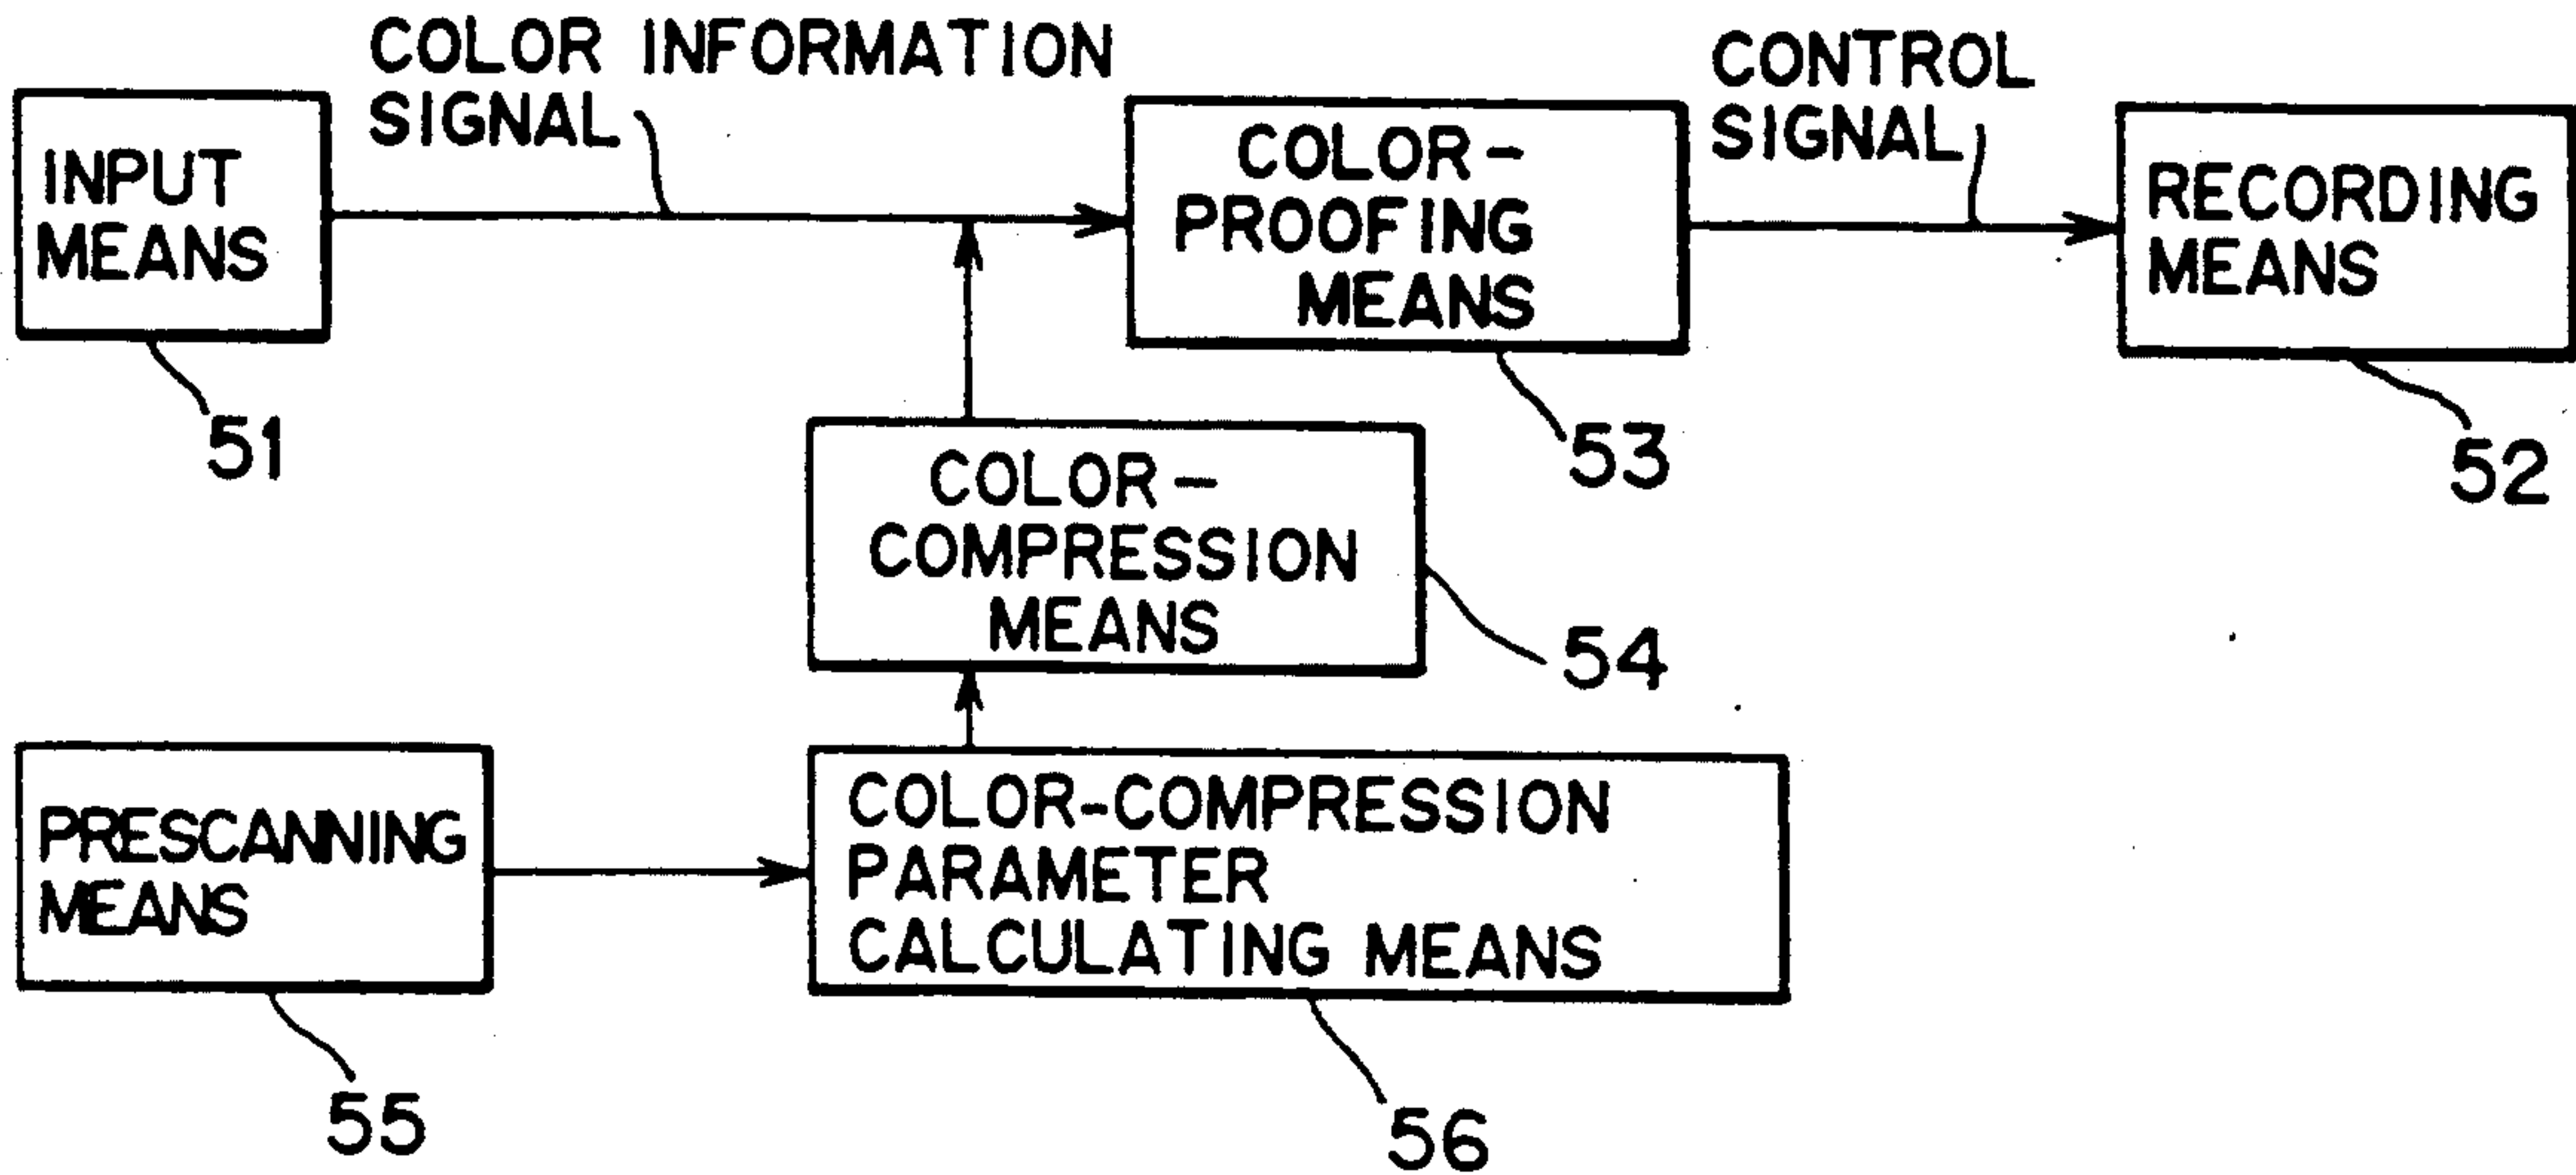 COLOR INFORMATION
SIGNAL
CONTROL
SIGNAL
INPUT
MEANS
COLOR-
PROOFING
MEANS
RECORDING
MEANS
51
53
52
COLOR-
COMPRESSION
MEANS
54
PRESCANNING
MEANS
COLOR-COMPRESSION
PARAMETER
CALCULATING MEANS
55
56